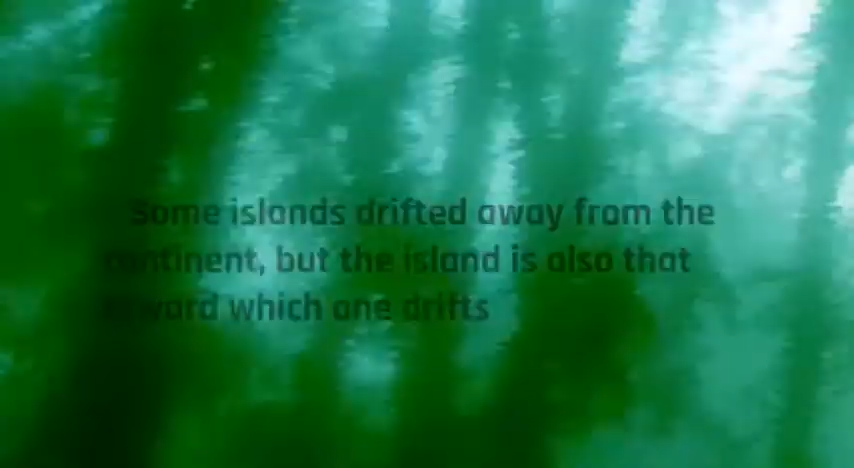 Some islands drifted away from the
continent, but the island is also that
toward which one drifts